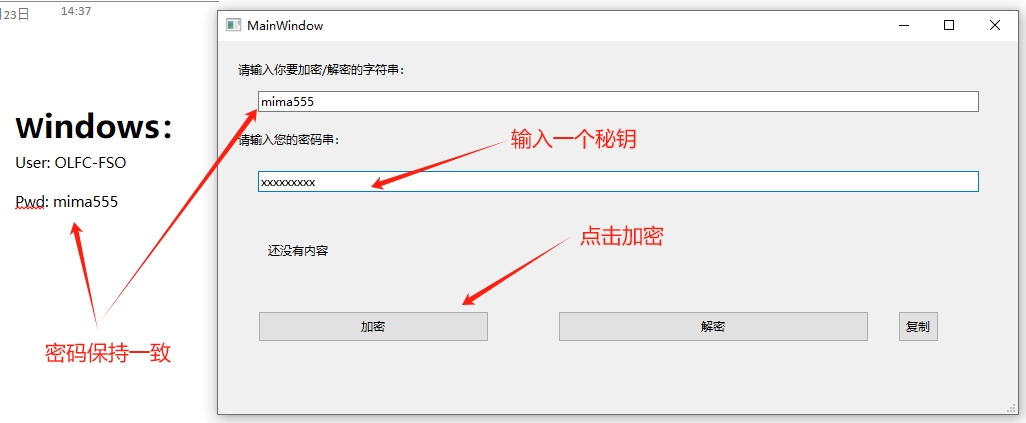 月23日
14:37
Windows：
User: OLFC-FSO
Pwd: mima555
密码保持一致
MainWindow
请输入你要加密/解密的字符串：
mima555
请输入您的密码串：
输入一个秘钥
xxxxxxxxx
点击加密
还没有内容
加密
解密
复制